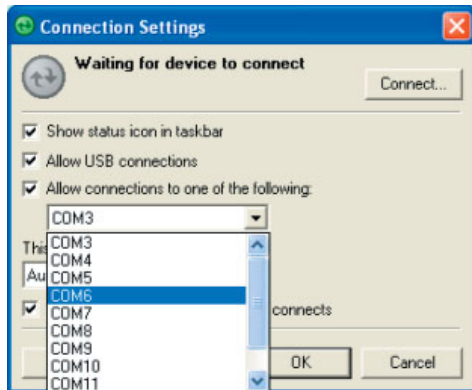 Connection Settings
Waiting for device to connect
Connect...
Show status icon in taskbar
Allow USB connections
Allow connections to one of the following:
COM3
COM3
COM4
COM5
COM6
COM7
COM8
COM9
COM10
COM11
connects
OK
Cancel